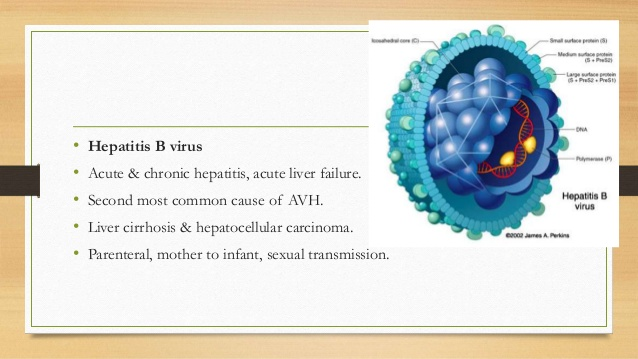 • Hepatitis B virus
• Acute & chronic hepatitis, acute liver failure.
• Second most common cause of AVH.
• Liver cirrhosis & hepatocellular carcinoma.
• Parenteral, mother to infant, sexual transmission.
icosahedral core (C)
Small surface protein (S)
Medium surface protein
(S + PreS2)
Large surface protein
(S + PreS2 + PreS1)
DNA
Polymerase (P)
Hepatitis B
virus
©2002 James A. Perkins